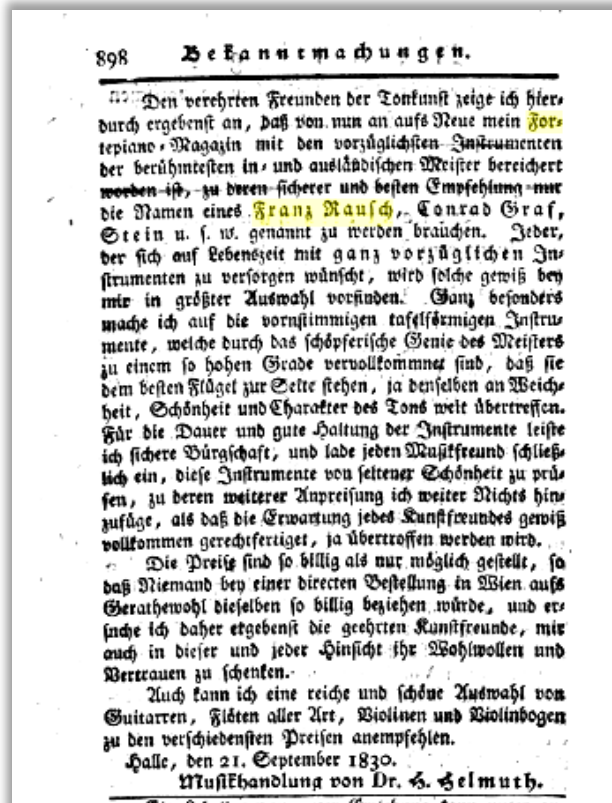 898 Bekanntmachungen.
Den verehrten Freunden der Tonkunst zeige ich hier-
durch ergebenst an, daß von nun an aufs Neue mein For-
tepiano-Magazin mit den vorzüglichsten Instrumenten
der berühmtesten in- und ausländischen Meister bereichert
worden ist, zu deren sicherer und besten Empfehlung nur
die Namen eines Franz Rausch, Conrad Graf,
Stein u. s. w. genannt zu werden brauchen. Jeder,
der sich auf Lebenszeit mit ganz vorzüglichen In-
strumenten zu versorgen wünscht, wird solche gewiß bey
mir in größter Auswahl vorfinden. Ganz besonders
mache ich auf die vornstimmigen tafelförmigen Instru-
mente, welche durch das schöpferische Genie des Meisters
zu einem so hohen Grade vervollkommnet sind, daß sie
dem besten Flügel zur Seite stehen, ja denselben an Weich-
heit, Schönheit und Charakter des Tons weit übertreffen.
Für die Dauer und gute Haltung der Instrumente leiste
ich sichere Bürgschaft, und lade jeden Musikfreund schließ-
lich ein, diese Instrumente von seltener Schönheit zu prü-
fen, zu deren weiterer Anpreisung ich weiter Nichts hin-
zufüge, als daß die Erwartung jedes Kunstfreundes gewiß
vollkommen gerechtfertiget, ja übertroffen werden wird.
Die Preise sind so billig als nur möglich gestellt, so
daß Niemand bey einer directen Bestellung in Wien aufs
Gerathewohl dieselben so billig beziehen würde, und er-
suche ich daher ergebenst die geehrten Kunstfreunde, mir
auch in dieser und jeder Hinsicht ihr Wohlwollen und
Vertrauen zu schenken.
Auch kann ich eine reiche und schöne Auswahl von
Guitarren, Flöten aller Art, Violinen und Violinbogen
zu den verschiedensten Preisen anempfehlen.
Halle, den 21. September 1830.
Musikhandlung von Dr. H. Helmuth.